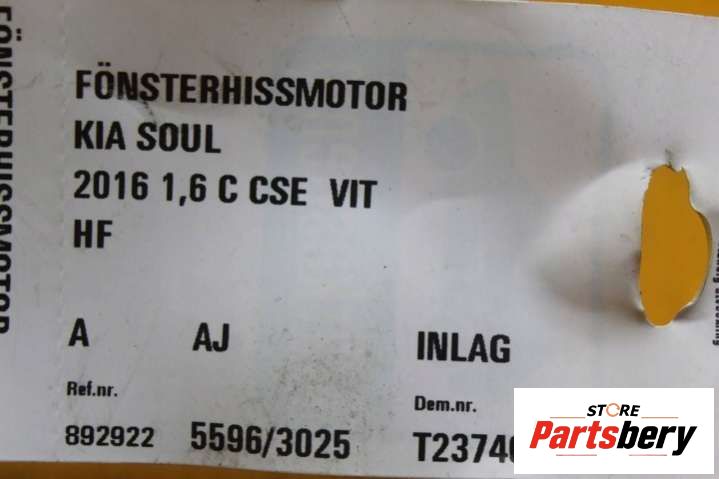 FÖNSTERHISSMOTOR
FÖNSTERHISSMOTOR
KIA SOUL
2016 1,6 C CSE VIT
HF
A AJ INLAG
Ref.nr. Dem.nr.
892922 5596/3025
STORE
Partsbery